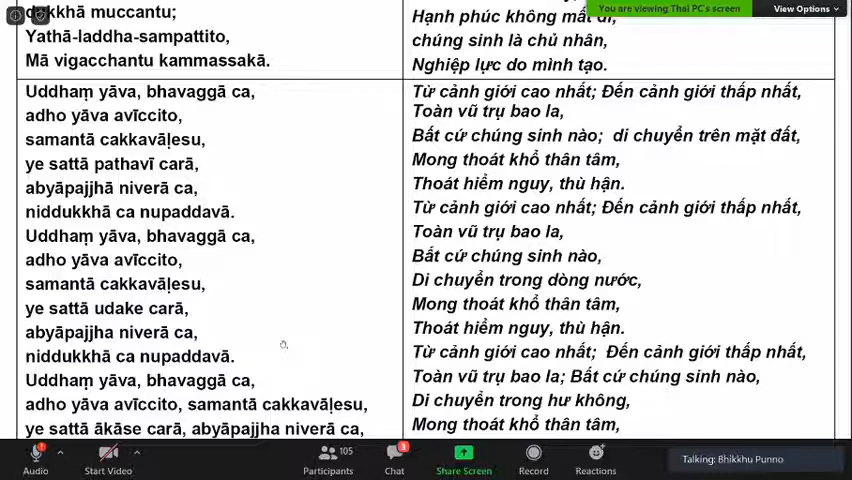 You are viewing Thai PC's screen
View Options
dukkhā muccantu;
Yathā-laddha-sampattito,
Mā vigacchantu kammassakā.
Hạnh phúc không mất đi,
chúng sinh là chủ nhân,
Nghiệp lực do mình tạo.
Uddhaṃ yāva, bhavaggā ca,
adho yāva avīccito,
samantā cakkavāḷesu,
ye sattā pathavī carā,
abyāpajjhā niverā ca,
niddukkhā ca nupaddavā.
Uddhaṃ yāva, bhavaggā ca,
adho yāva avīccito,
samantā cakkavāḷesu,
ye sattā udake carā,
abyāpajjha niverā ca,
niddukkhā ca nupaddavā.
Uddhaṃ yāva, bhavaggā ca,
adho yāva avīccito, samantā cakkavāḷesu,
ye sattā ākāse carā, abyāpajjha niverā ca,
Từ cảnh giới cao nhất; Đến cảnh giới thấp nhất,
Toàn vũ trụ bao la,
Bất cứ chúng sinh nào; di chuyển trên mặt đất,
Mong thoát khổ thân tâm,
Thoát hiểm nguy, thù hận.
Từ cảnh giới cao nhất; Đến cảnh giới thấp nhất,
Toàn vũ trụ bao la,
Bất cứ chúng sinh nào,
Di chuyển trong dòng nước,
Mong thoát khổ thân tâm,
Thoát hiểm nguy, thù hận.
Từ cảnh giới cao nhất; Đến cảnh giới thấp nhất,
Toàn vũ trụ bao la; Bất cứ chúng sinh nào,
Di chuyển trong hư không,
Mong thoát khổ thân tâm,
Audio
Start Video
105
Participants
3
Chat
Share Screen
Record
Reactions
Talking: Bhikkhu Punno